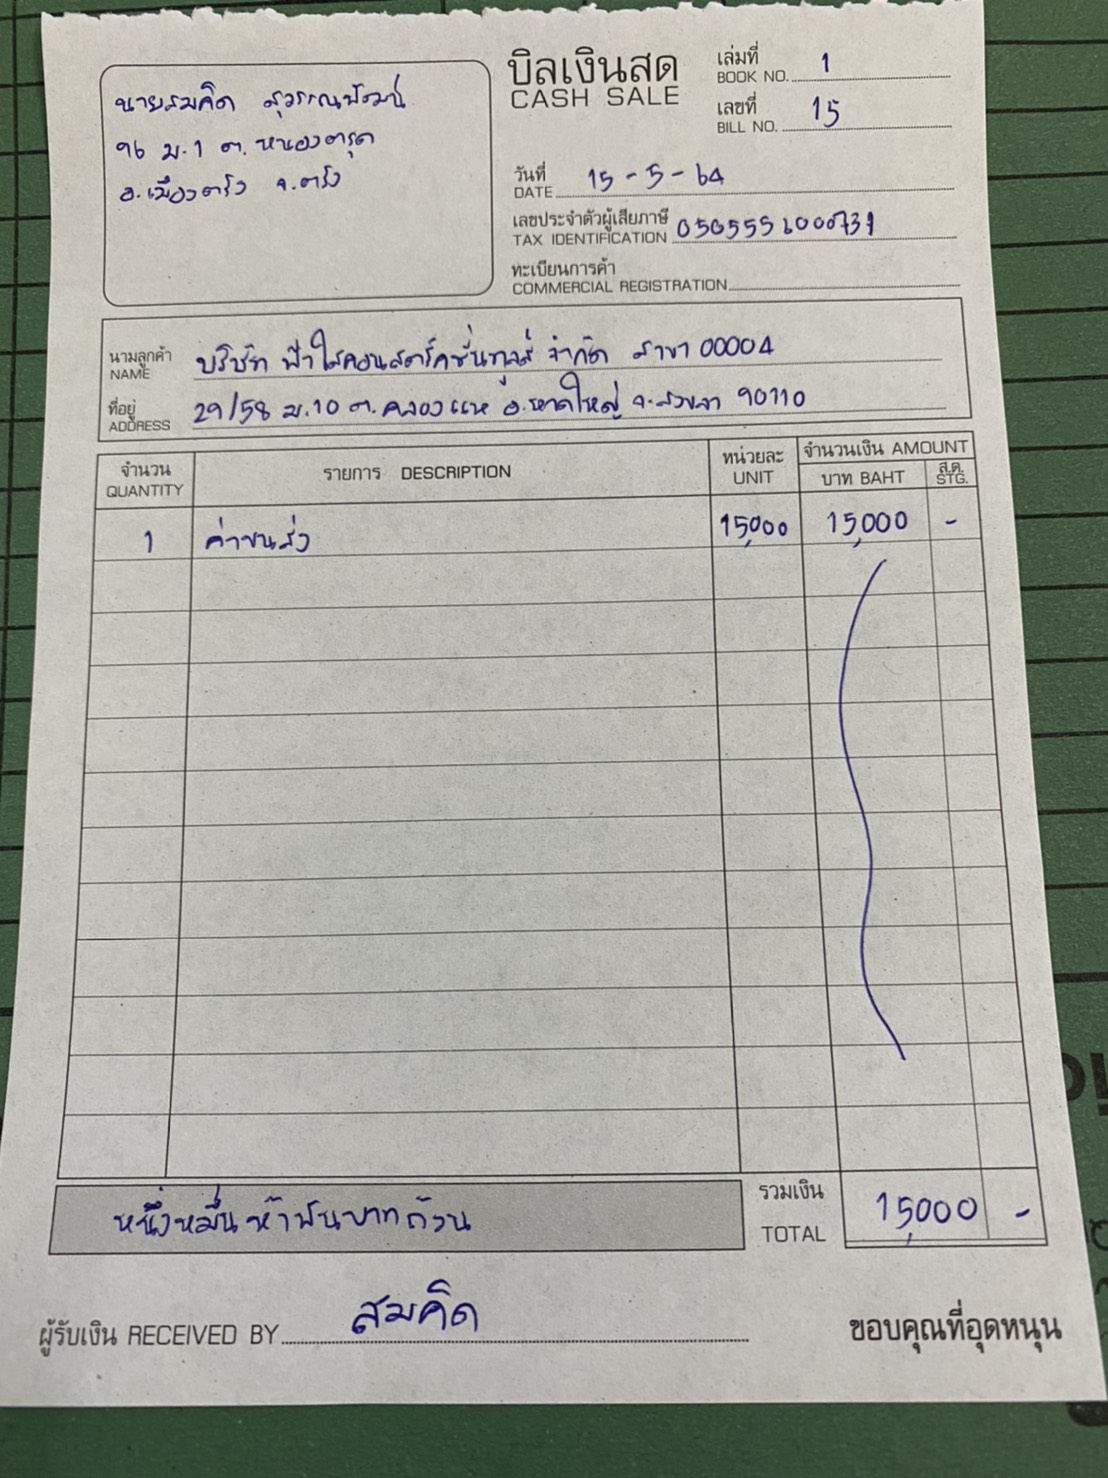 บิลเงินสด
CASH SALE
เล่มที่
BOOK NO. 1
เลขที่
BILL NO. 15
นายสมคิด สุวรรณพัฒน์
96 ม.1 ต.หนองตรุด
อ.เมืองตรัง จ.ตรัง
วันที่
DATE 15-5-64
เลขประจำตัวผู้เสียภาษี
TAX IDENTIFICATION
ทะเบียนการค้า
COMMERCIAL REGISTRATION
นามลูกค้า
NAME บริษัท ฟ้าใสคอนสตรัคชั่นทูลส์ จำกัด สาขา 00004
ที่อยู่
ADDRESS 29/58 ม.10 ต.คลองแห อ.หาดใหญ่ จ.สงขลา 90110
จำนวน
QUANTITY
รายการ DESCRIPTION
หน่วยละ
UNIT
จำนวนเงิน AMOUNT
บาท BAHT
ส.ต.
STG.
1 ค่าขนส่ง 15,000 15,000 -
หนึ่งหมื่นห้าพันบาทถ้วน
รวมเงิน
TOTAL 15,000 -
ผู้รับเงิน RECEIVED BY สมคิด
ขอบคุณที่อุดหนุน